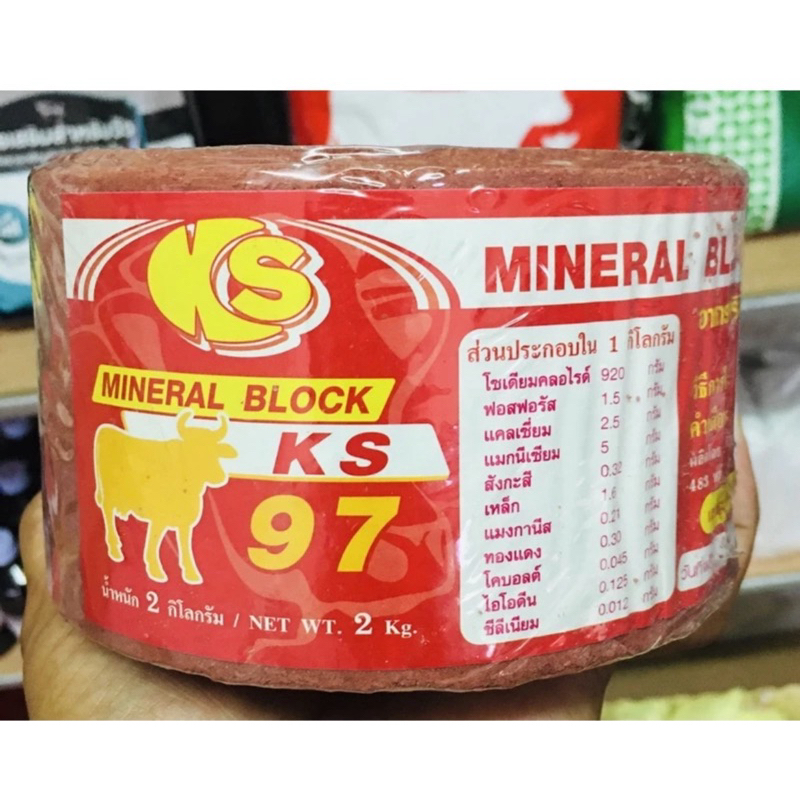 KS
MINERAL BLOCK
KS
97
น้ำหนัก 2 กิโลกรัม / NET WT. 2 Kg.
MINERAL BL
ส่วนประกอบใน 1 กิโลกรัม
โซเดียมคลอไรด์ 920 กรัม
ฟอสฟอรัส 1.5 กรัม
แคลเซี่ยม 2.5 กรัม
แมกนีเซียม 5 กรัม
สังกะสี 0.32 กรัม
เหล็ก 1.6 กรัม
แมงกานีส 0.21 กรัม
ทองแดง 0.30 กรัม
โคบอลต์ 0.045 กรัม
ไอโอดีน 0.125 กรัม
ซีลีเนียม 0.012 กรัม
483